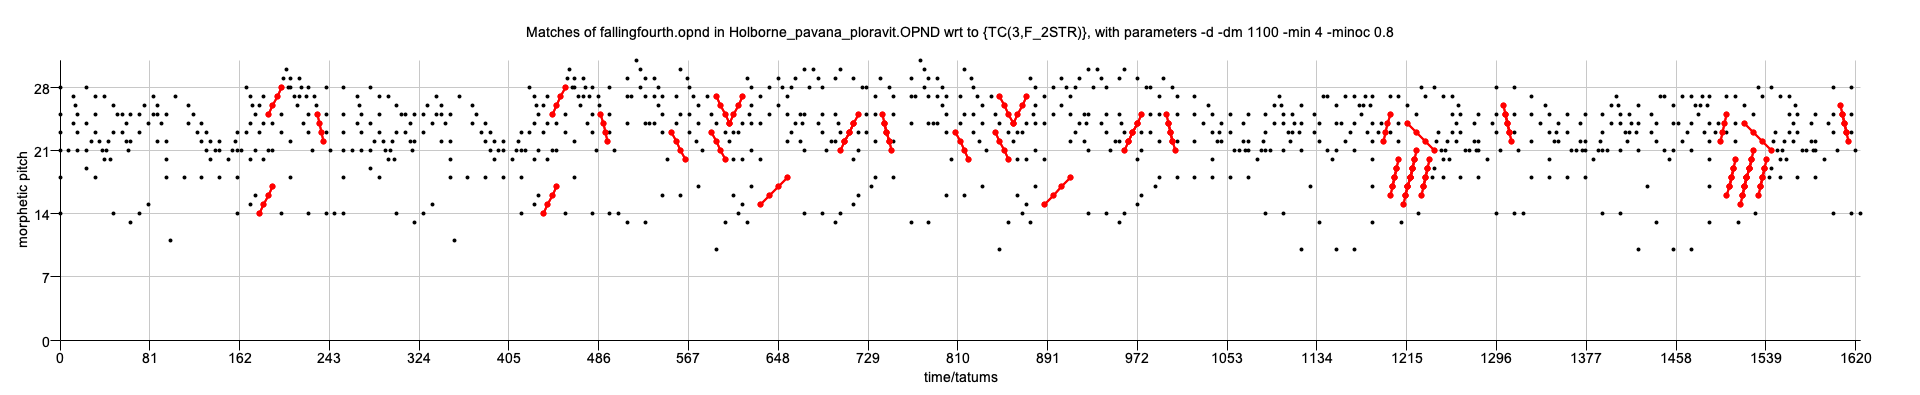 Matches of fallingfourth.opnd in Holborne_pavana_ploravit.OPND wrt to {TC(3,F_2STR)}, with parameters -d -dm 1100 -min 4 -minoc 0.8
28
21
14
7
0
morphetic pitch
0 81 162 243 324 405 486 567 648 729 810 891 972 1053 1134 1215 1296 1377 1458 1539 1620
time/tatums